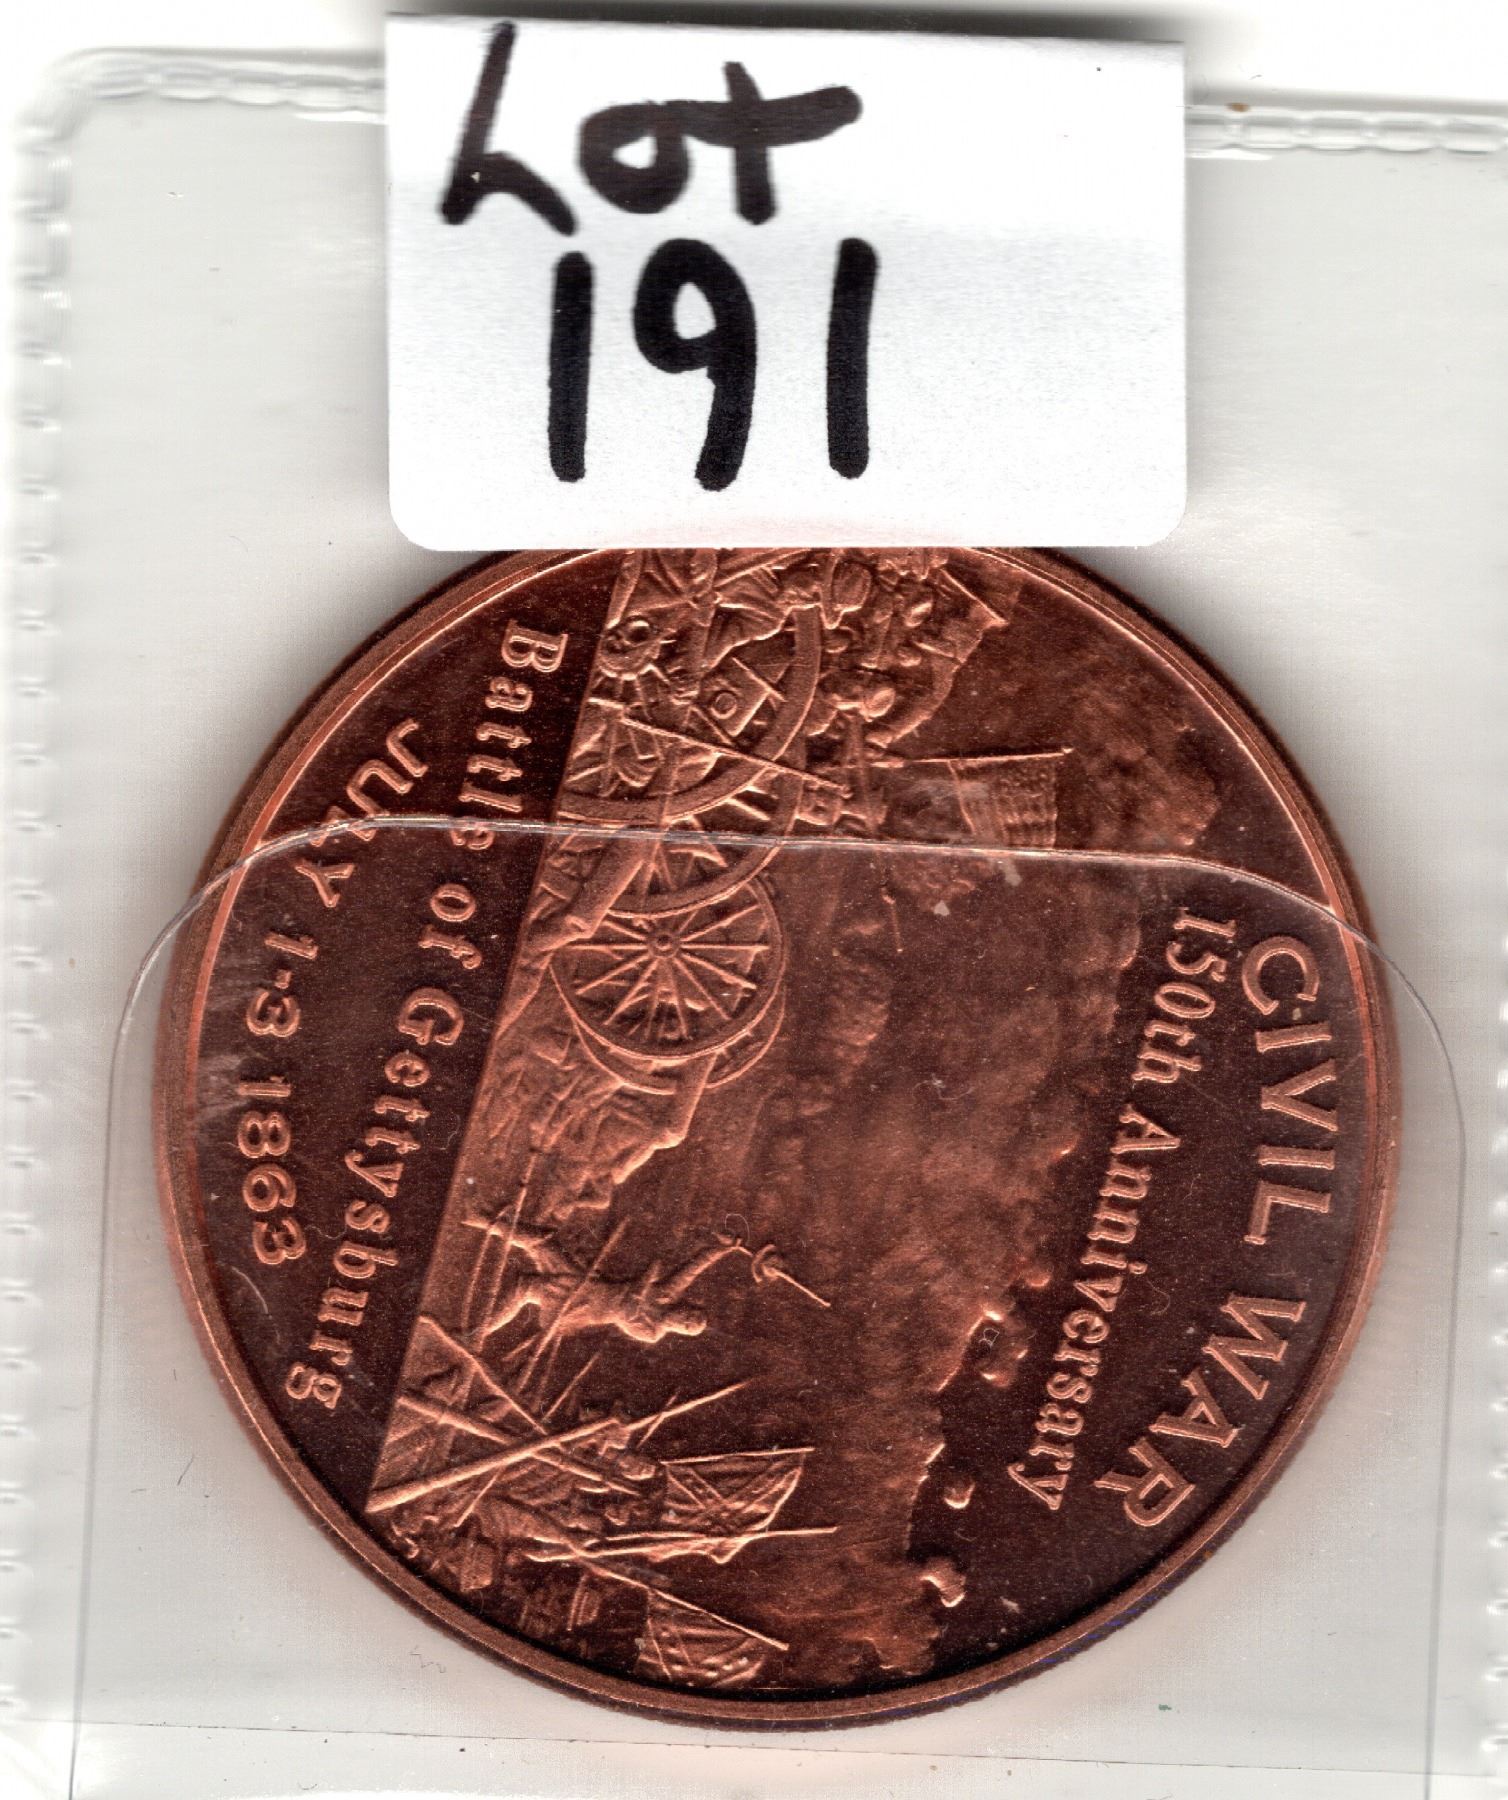 Lot
191
CIVIL WAR
150th Anniversary
Battle of Gettysburg
JULY 1-3 1863